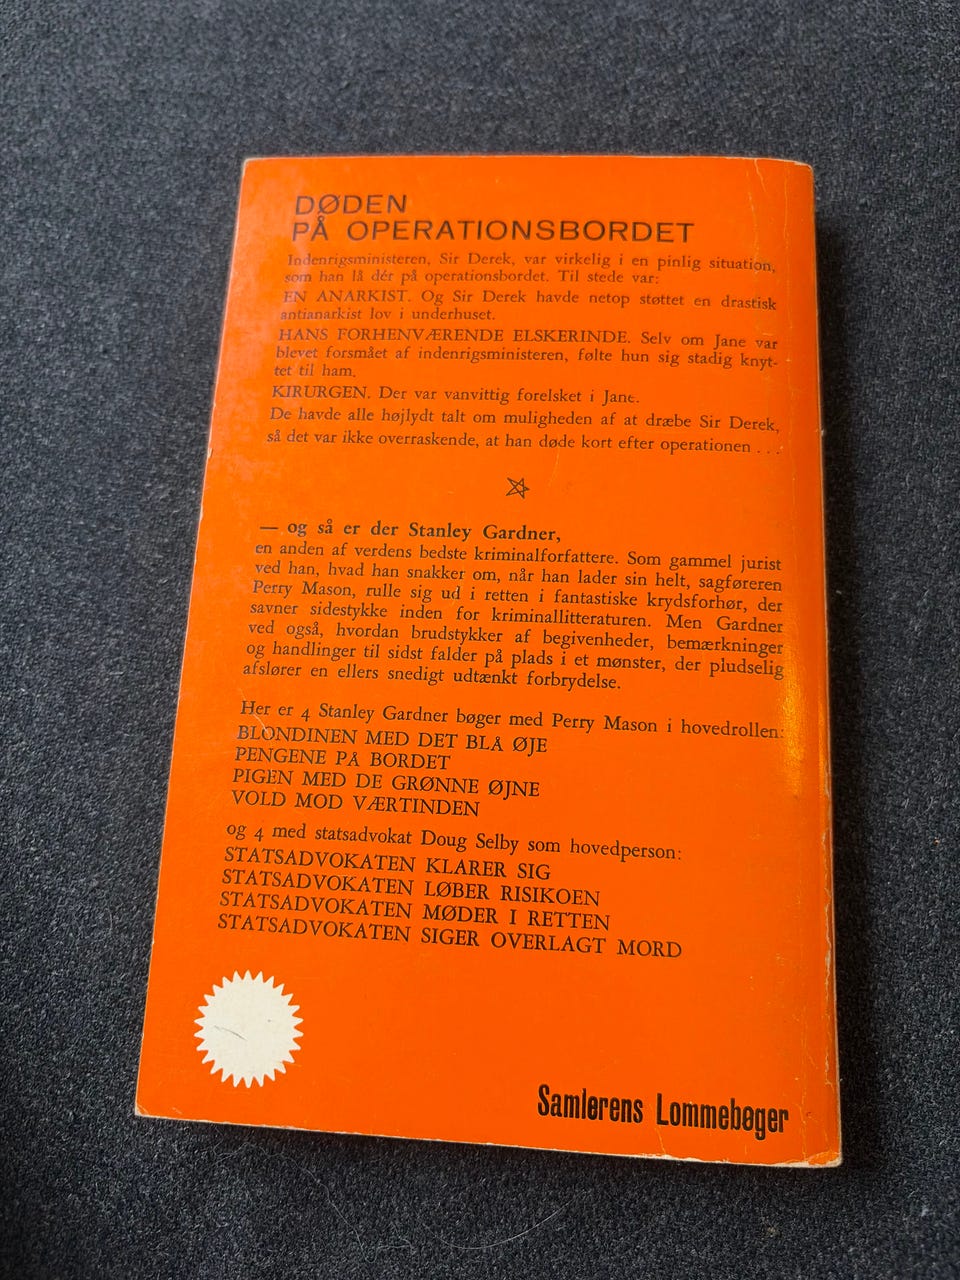 DØDEN
PÅ OPERATIONSBORDET
Indenrigsministeren, Sir Derek, var virkelig i en pinlig situation,
som han lå dér på operationsbordet. Til stede var:
EN ANARKIST. Og Sir Derek havde netop støttet en drastisk
antianarkist lov i underhuset.
HANS FORHENVÆRENDE ELSKERINDE. Selv om Jane var
blevet forsmået af indenrigsministeren, følte hun sig stadig knyt-
tet til ham.
KIRURGEN. Der var vanvittig forelsket i Jane.
De havde alle højlydt talt om muligheden af at dræbe Sir Derek,
så det var ikke overraskende, at han døde kort efter operationen . . .
— og så er der Stanley Gardner,
en anden af verdens bedste kriminalforfattere. Som gammel jurist
ved han, hvad han snakker om, når han lader sin helt, sagføreren
Perry Mason, rulle sig ud i retten i fantastiske krydsforhør, der
savner sidestykke inden for kriminallitteraturen. Men Gardner
ved også, hvordan brudstykker af begivenheder, bemærkninger
og handlinger til sidst falder på plads i et mønster, der pludselig
afslører en ellers snedigt udtænkt forbrydelse.
Her er 4 Stanley Gardner bøger med Perry Mason i hovedrollen:
BLONDINEN MED DET BLÅ ØJE
PENGENE PÅ BORDET
PIGEN MED DE GRØNNE ØJNE
VOLD MOD VÆRTINDEN
og 4 med statsadvokat Doug Selby som hovedperson:
STATSADVOKATEN KLARER SIG
STATSADVOKATEN LØBER RISIKOEN
STATSADVOKATEN MØDER I RETTEN
STATSADVOKATEN SIGER OVERLAGT MORD
Samlerens Lommebøger